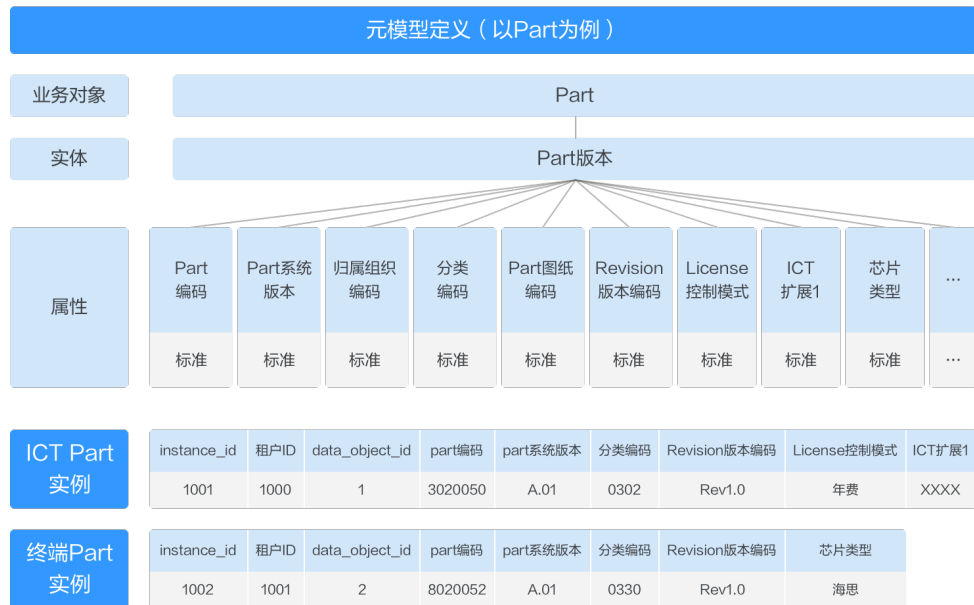 元模型定义（以Part为例）
业务对象
Part
实体
Part版本
属性
Part
编码
Part系统
版本
归属组织
编码
分类
编码
Part图纸
编码
Revision
版本编码
License
控制模式
ICT
扩展1
芯片
类型
...
标准
标准
标准
标准
标准
标准
标准
标准
标准
...
ICT Part
实例
instance_id 租户ID data_object_id part编码 part系统版本 分类编码 Revision版本编码 License控制模式 ICT扩展1
1001 1000 1 3020050 A.01 0302 Rev1.0 年费 XXXX
终端Part
实例
instance_id 租户ID data_object_id part编码 part系统版本 分类编码 Revision版本编码 芯片类型
1002 1001 2 8020052 A.01 0330 Rev1.0 海思